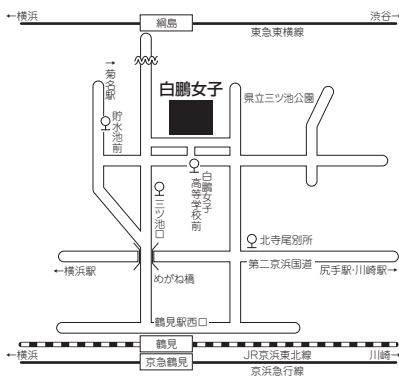 ←横浜
綱島
渋谷→
東急東横線
↑
菊名駅
白鵬女子
県立三ツ池公園
貯水池前
白鵬女子
高等学校前
三ツ池口
北寺尾別所
←横浜駅
第二京浜国道
尻手駅・川崎駅→
めがね橋
鶴見駅西口
鶴見
←横浜
JR京浜東北線
川崎→
京急鶴見
京浜急行線